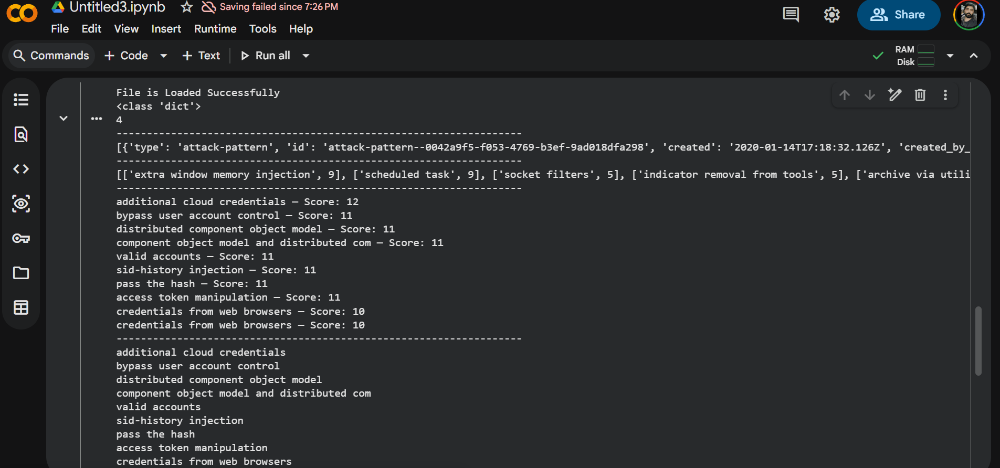 Untitled3.ipynb
Saving failed since 7:26 PM
File Edit View Insert Runtime Tools Help
Share
Commands + Code + Text Run all
RAM
Disk
File is Loaded Successfully
<class 'dict'>
4
-------------------------------------------------------------------
[{'type': 'attack-pattern', 'id': 'attack-pattern--0042a9f5-f053-4769-b3ef-9ad018dfa298', 'created': '2020-01-14T17:18:32.126Z', 'created_by_
-------------------------------------------------------------------
[['extra window memory injection', 9], ['scheduled task', 9], ['socket filters', 5], ['indicator removal from tools', 5], ['archive via utili
-------------------------------------------------------------------
additional cloud credentials — Score: 12
bypass user account control — Score: 11
distributed component object model — Score: 11
component object model and distributed com — Score: 11
valid accounts — Score: 11
sid-history injection — Score: 11
pass the hash — Score: 11
access token manipulation — Score: 11
credentials from web browsers — Score: 10
credentials from web browsers — Score: 10
-------------------------------------------------------------------
additional cloud credentials
bypass user account control
distributed component object model
component object model and distributed com
valid accounts
sid-history injection
pass the hash
access token manipulation
credentials from web browsers